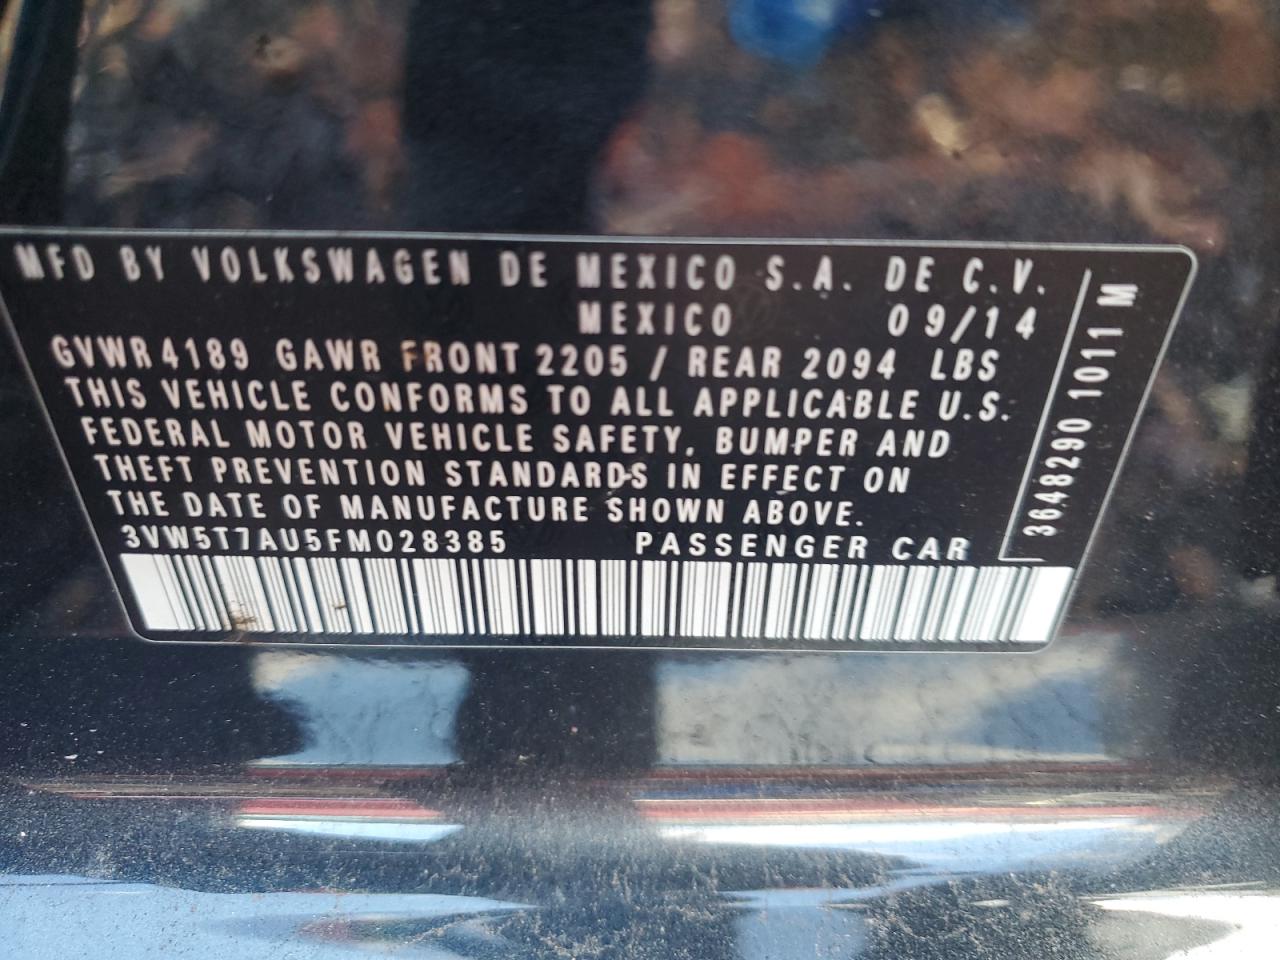 MFD BY VOLKSWAGEN DE MEXICO S.A. DE C.V.
MEXICO 09/14
GVWR 4189 GAWR FRONT 2205 / REAR 2094 LBS
THIS VEHICLE CONFORMS TO ALL APPLICABLE U.S.
FEDERAL MOTOR VEHICLE SAFETY, BUMPER AND
THEFT PREVENTION STANDARDS IN EFFECT ON
THE DATE OF MANUFACTURE SHOWN ABOVE.
3VW5T7AU5FM028385 PASSENGER CAR
3648290 1011 M